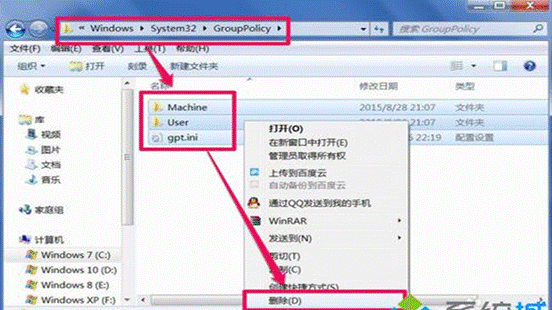 « Windows ▸ System32 ▸ GroupPolicy ▸
搜索 GroupPolicy
文件(F) 编辑(E) 查看(V) 工具(T) 帮助(H)
组织 打开 刻录 新建文件夹
名称 修改日期 类型
收藏夹
库
视频
图片
文档
音乐
家庭组
计算机
Windows 7 (C:)
Windows 10 (D:)
Windows 8 (E:)
Windows XP (F:)
Machine 2015/8/28 21:07 文件夹
User 21:07 文件夹
gpt.ini 22:19 配置设置
打开(O)
在新窗口中打开(E)
管理员取得所有权
上传到百度云
自动备份到百度云
通过QQ发送到我的手机
WinRAR
发送到(N)
剪切(T)
复制(C)
创建快捷方式(S)
删除(D)
系统城